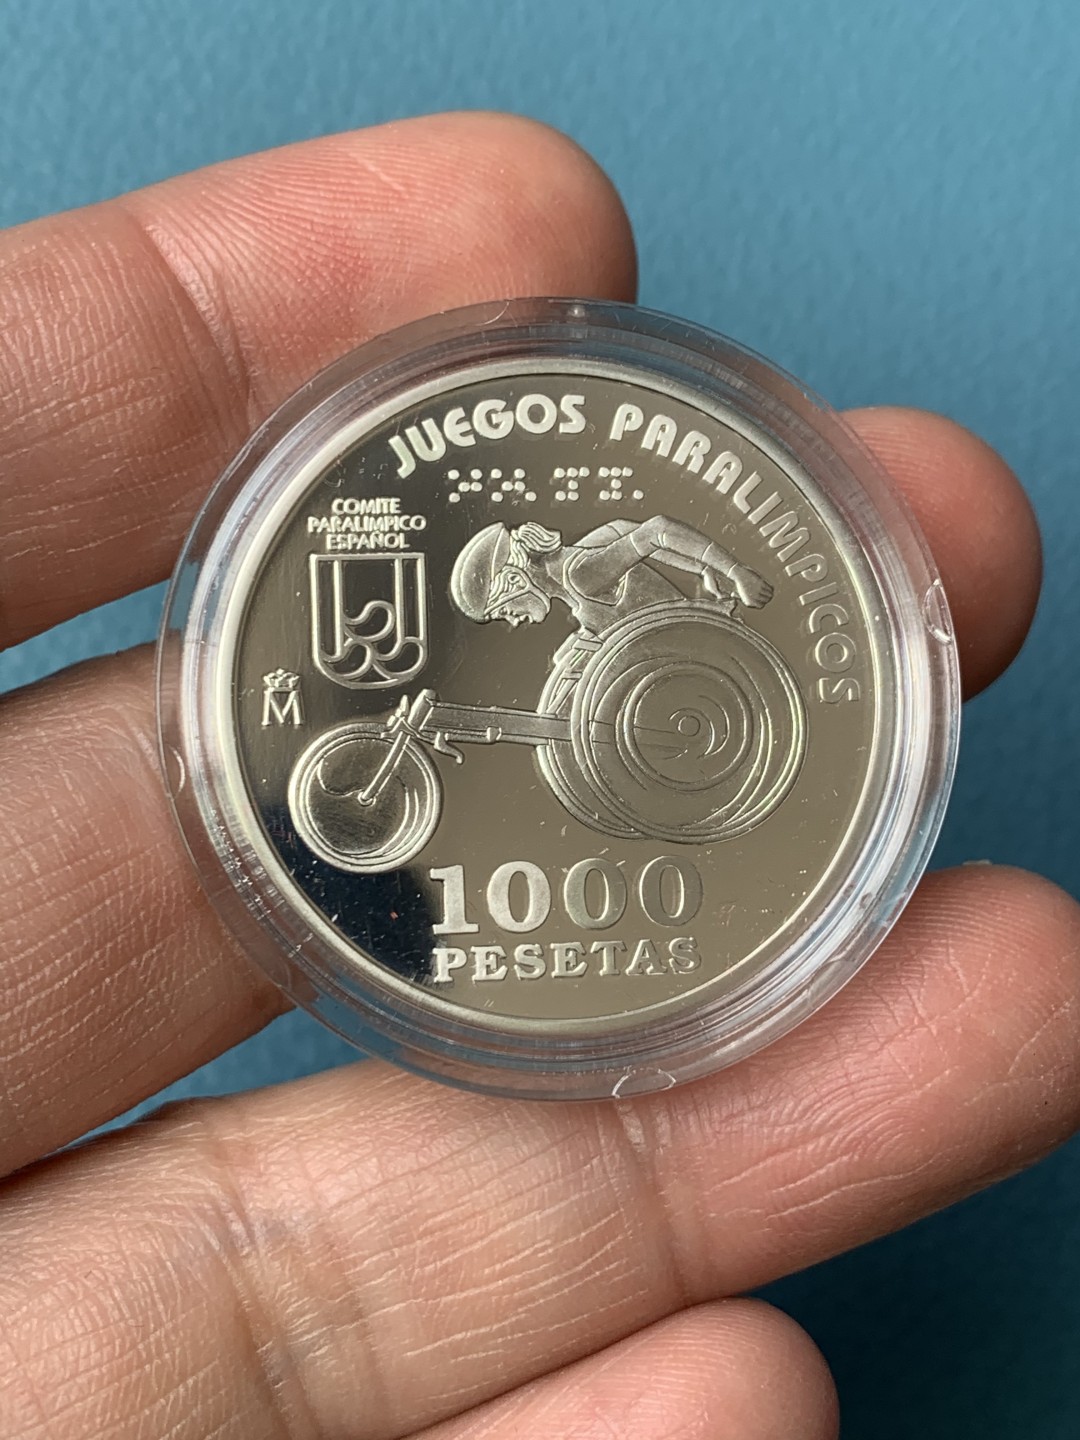 JUEGOS PARALIMPICOS
COMITE
PARALIMPICO
ESPAÑOL
M
1000
PESETAS